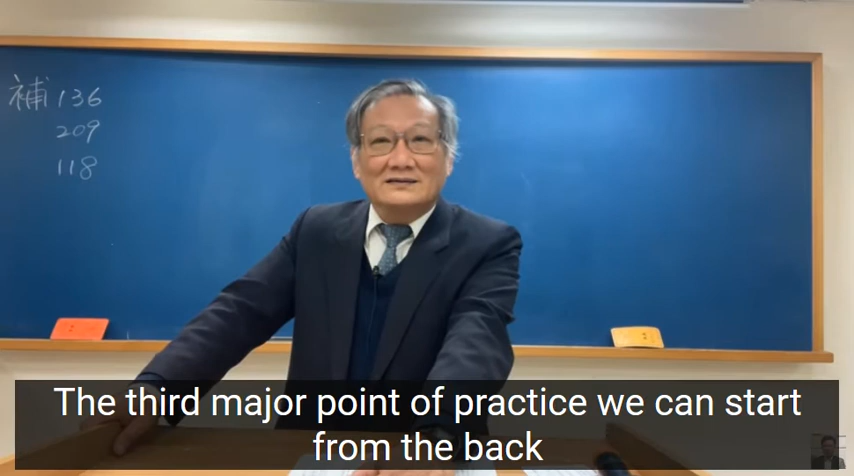 補 136
209
118
The third major point of practice we can start
from the back